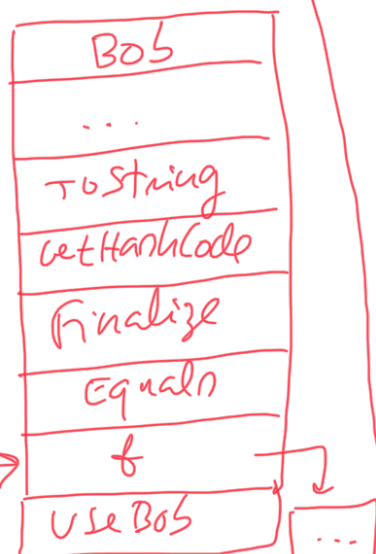 Bob
....
ToString
GetHashCode
Finalize
Equals
f
UseBob
...